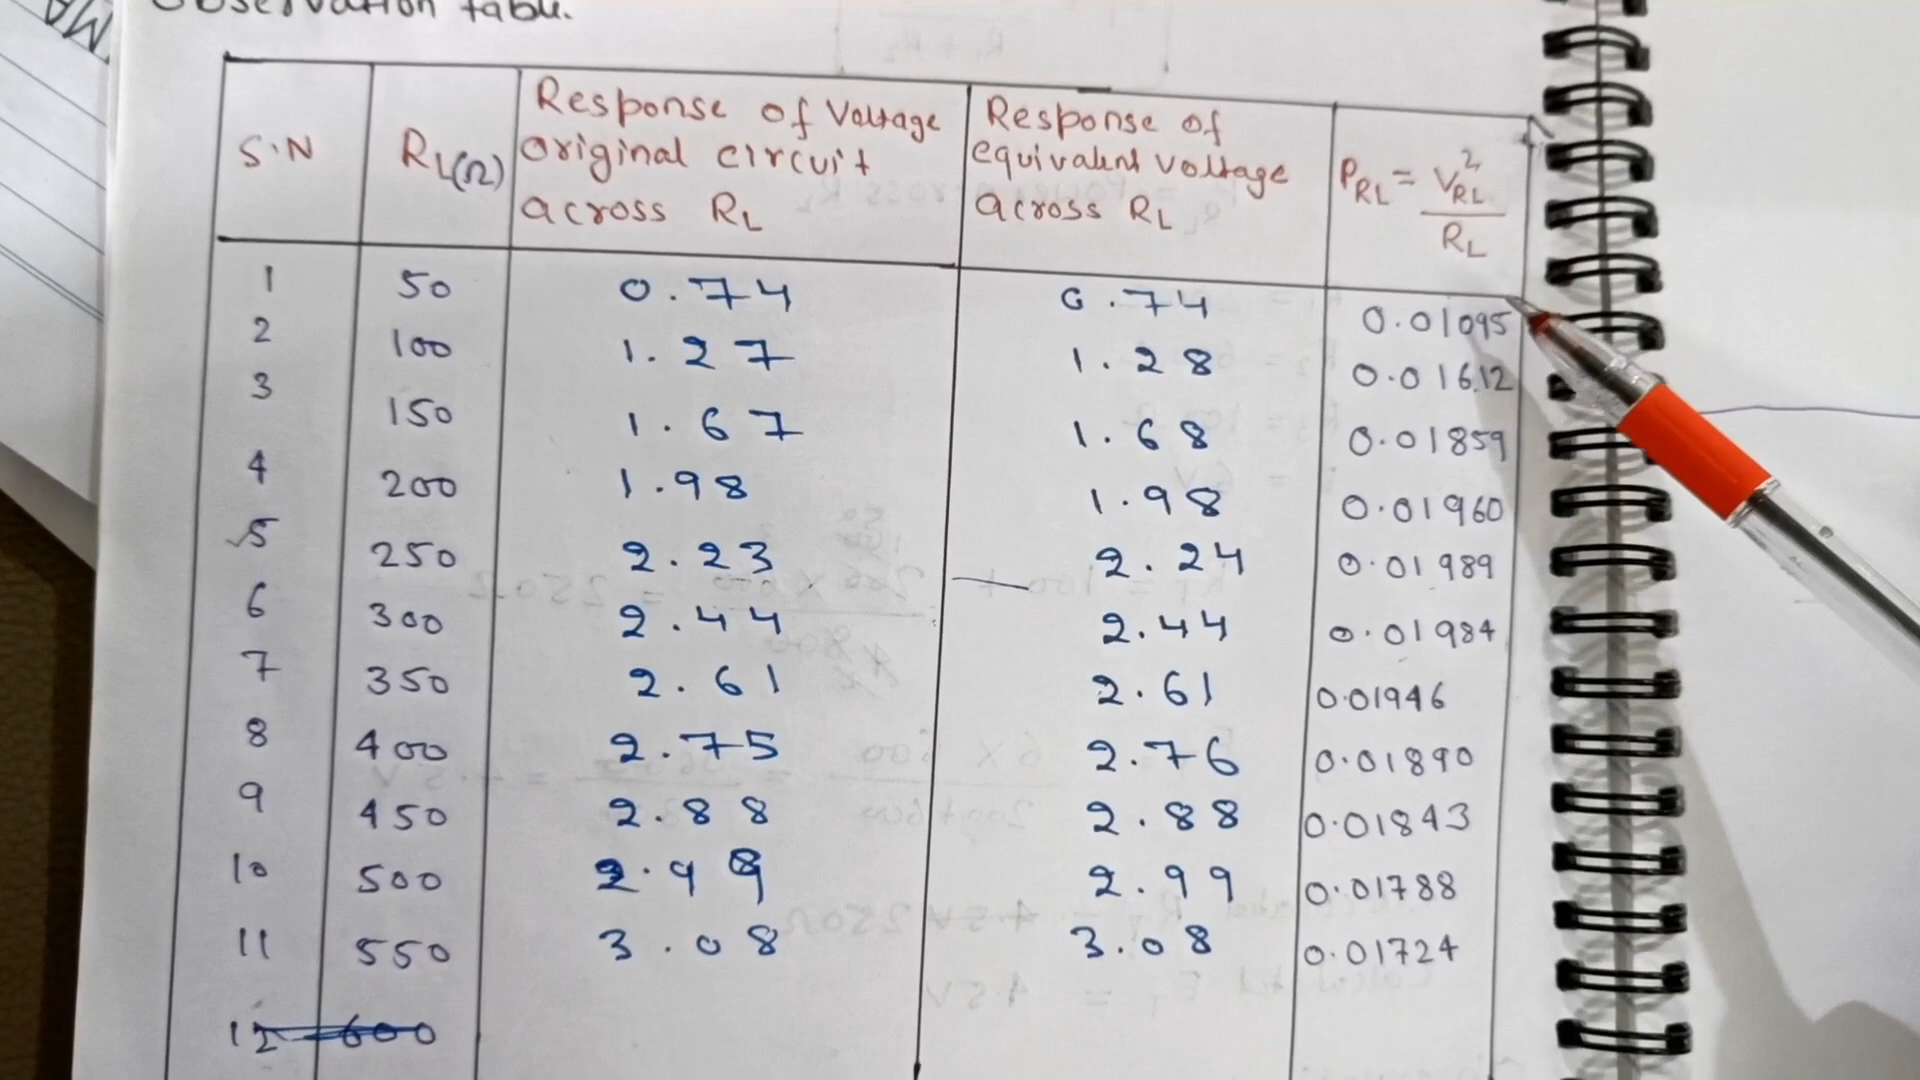 Observation table.
S.N RL(Ω) Response of Voltage original circuit across RL Response of equivalent voltage across RL PRL = VRL² / RL
1 50 0.74 0.74 0.01095
2 100 1.27 1.28 0.01612
3 150 1.67 1.68 0.01859
4 200 1.98 1.98 0.01960
5 250 2.23 2.24 0.01989
6 300 2.44 2.44 0.01984
7 350 2.61 2.61 0.01946
8 400 2.75 2.76 0.01890
9 450 2.88 2.88 0.01843
10 500 2.99 2.99 0.01788
11 550 3.08 3.08 0.01724
12 600